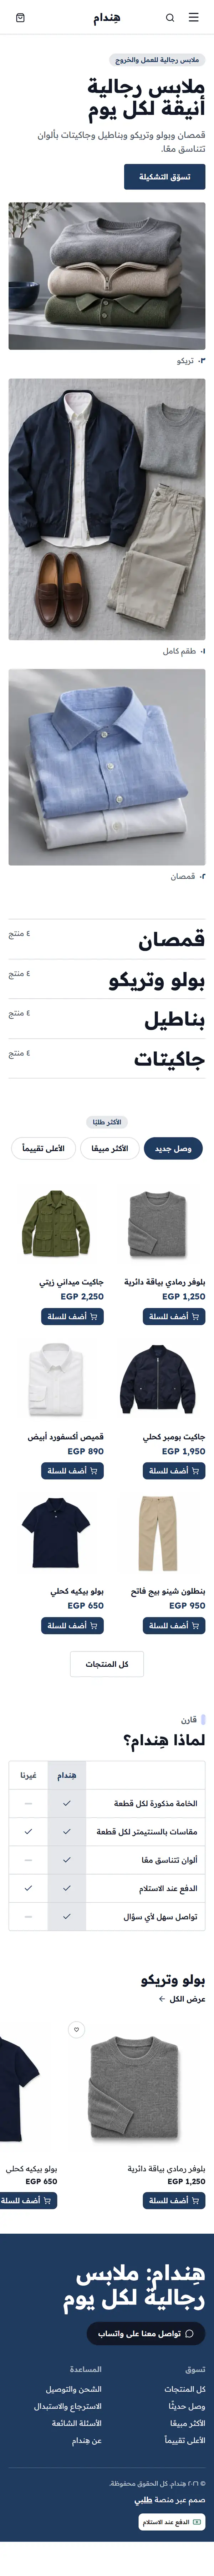 هِندام
ملابس رجالية للعمل والخروج
ملابس رجالية
أنيقة لكل يوم
قمصان وبولو وتريكو وبناطيل وجاكيتات بألوان
تتناسق معًا.
تسوّق التشكيلة
٠٣ تريكو
٠١ طقم كامل
٠٢ قمصان
قمصان ٤ منتج
بولو وتريكو ٤ منتج
بناطيل ٤ منتج
جاكيتات ٤ منتج
الأكثر طلبًا
وصل جديد الأكثر مبيعًا الأعلى تقييماً
بلوفر رمادي بياقة دائرية
1,250 EGP
أضف للسلة
جاكيت ميداني زيتي
2,250 EGP
أضف للسلة
جاكيت بومبر كحلي
1,950 EGP
أضف للسلة
قميص أكسفورد أبيض
890 EGP
أضف للسلة
بنطلون شينو بيج فاتح
950 EGP
أضف للسلة
بولو بيكيه كحلي
650 EGP
أضف للسلة
كل المنتجات
قارن
لماذا هِندام؟
هِندام غيرنا
الخامة مذكورة لكل قطعة
مقاسات بالسنتيمتر لكل قطعة
ألوان تتناسق معًا
الدفع عند الاستلام
تواصل سهل لأي سؤال
بولو وتريكو
عرض الكل ←
بلوفر رمادي بياقة دائرية
1,250 EGP
أضف للسلة
بولو بيكيه كحلي
650 EGP
أضف للسلة
هِندام: ملابس
رجالية لكل يوم
تواصل معنا على واتساب
تسوق
كل المنتجات
وصل حديثًا
الأكثر مبيعًا
الأعلى تقييماً
المساعدة
الشحن والتوصيل
الاسترجاع والاستبدال
الأسئلة الشائعة
عن هِندام
© ٢٠٢٦ هِندام. كل الحقوق محفوظة.
صمم عبر منصة طلبي
الدفع عند الاستلام